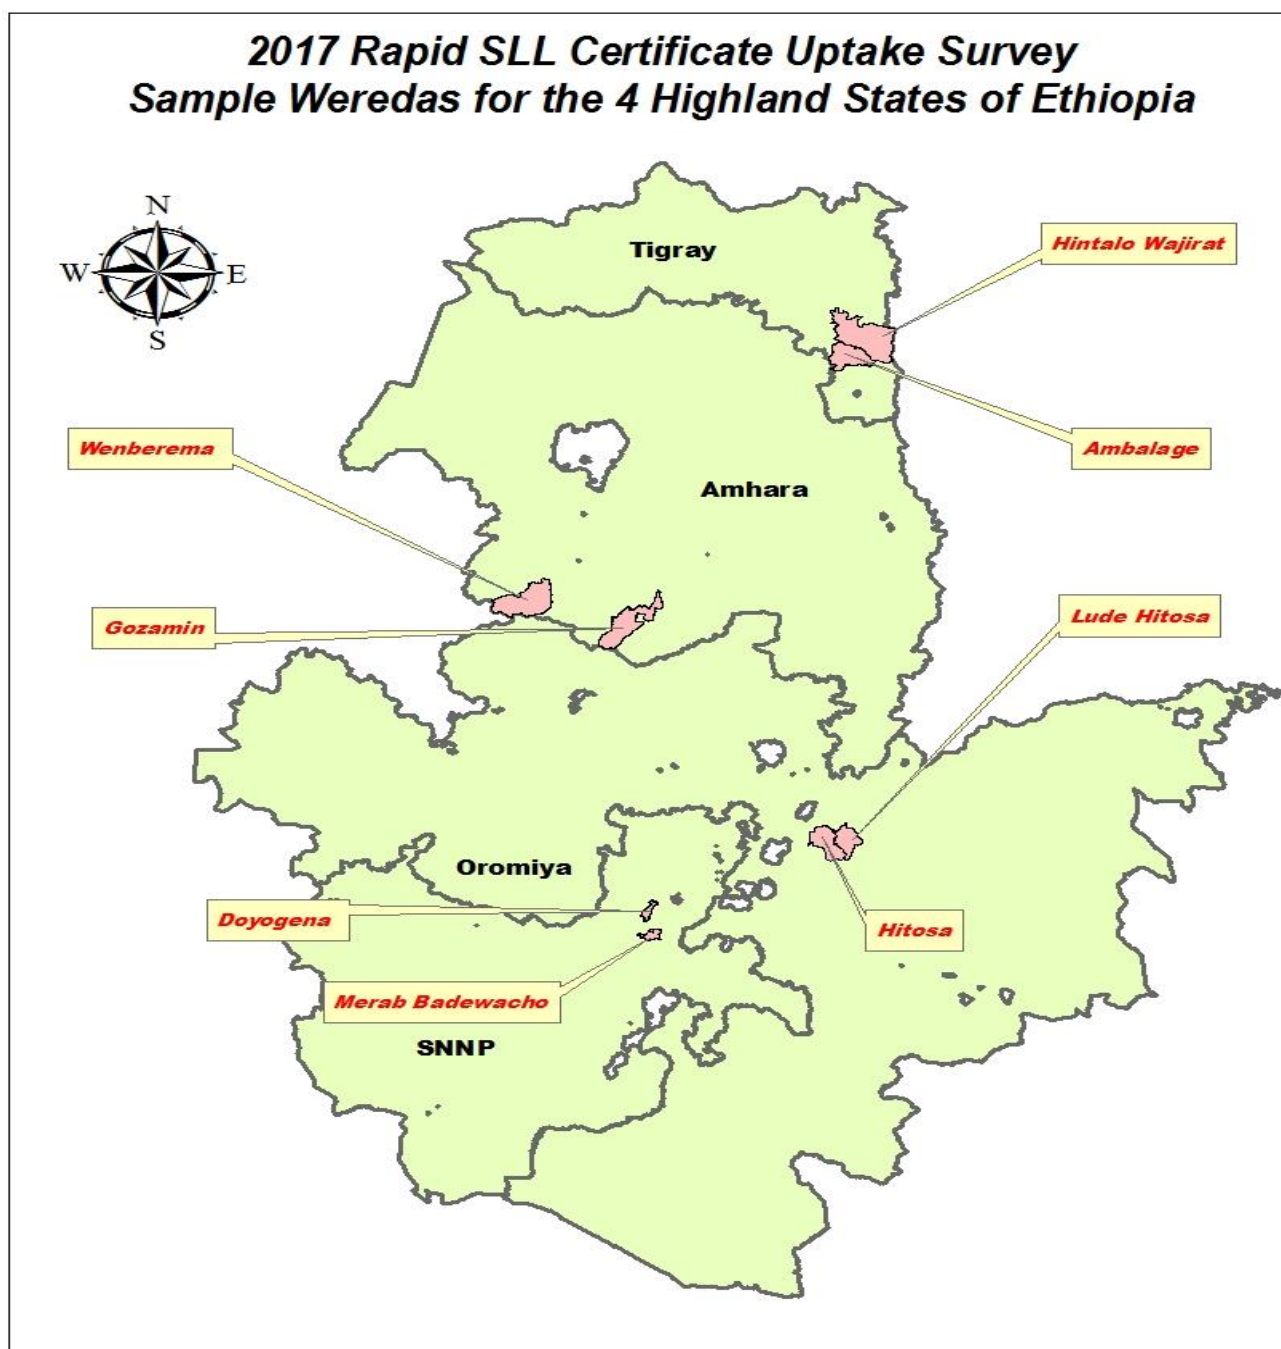 2017 Rapid SLL Certificate Uptake Survey
Sample Weredas for the 4 Highland States of Ethiopia
N
W
E
S
Tigray
Hintalo Wajirat
Wenberema
Ambalage
Amhara
Gozamin
Lude Hitosa
Oromiya
Doyogena
Hitosa
Merab Badewacho
SNNP